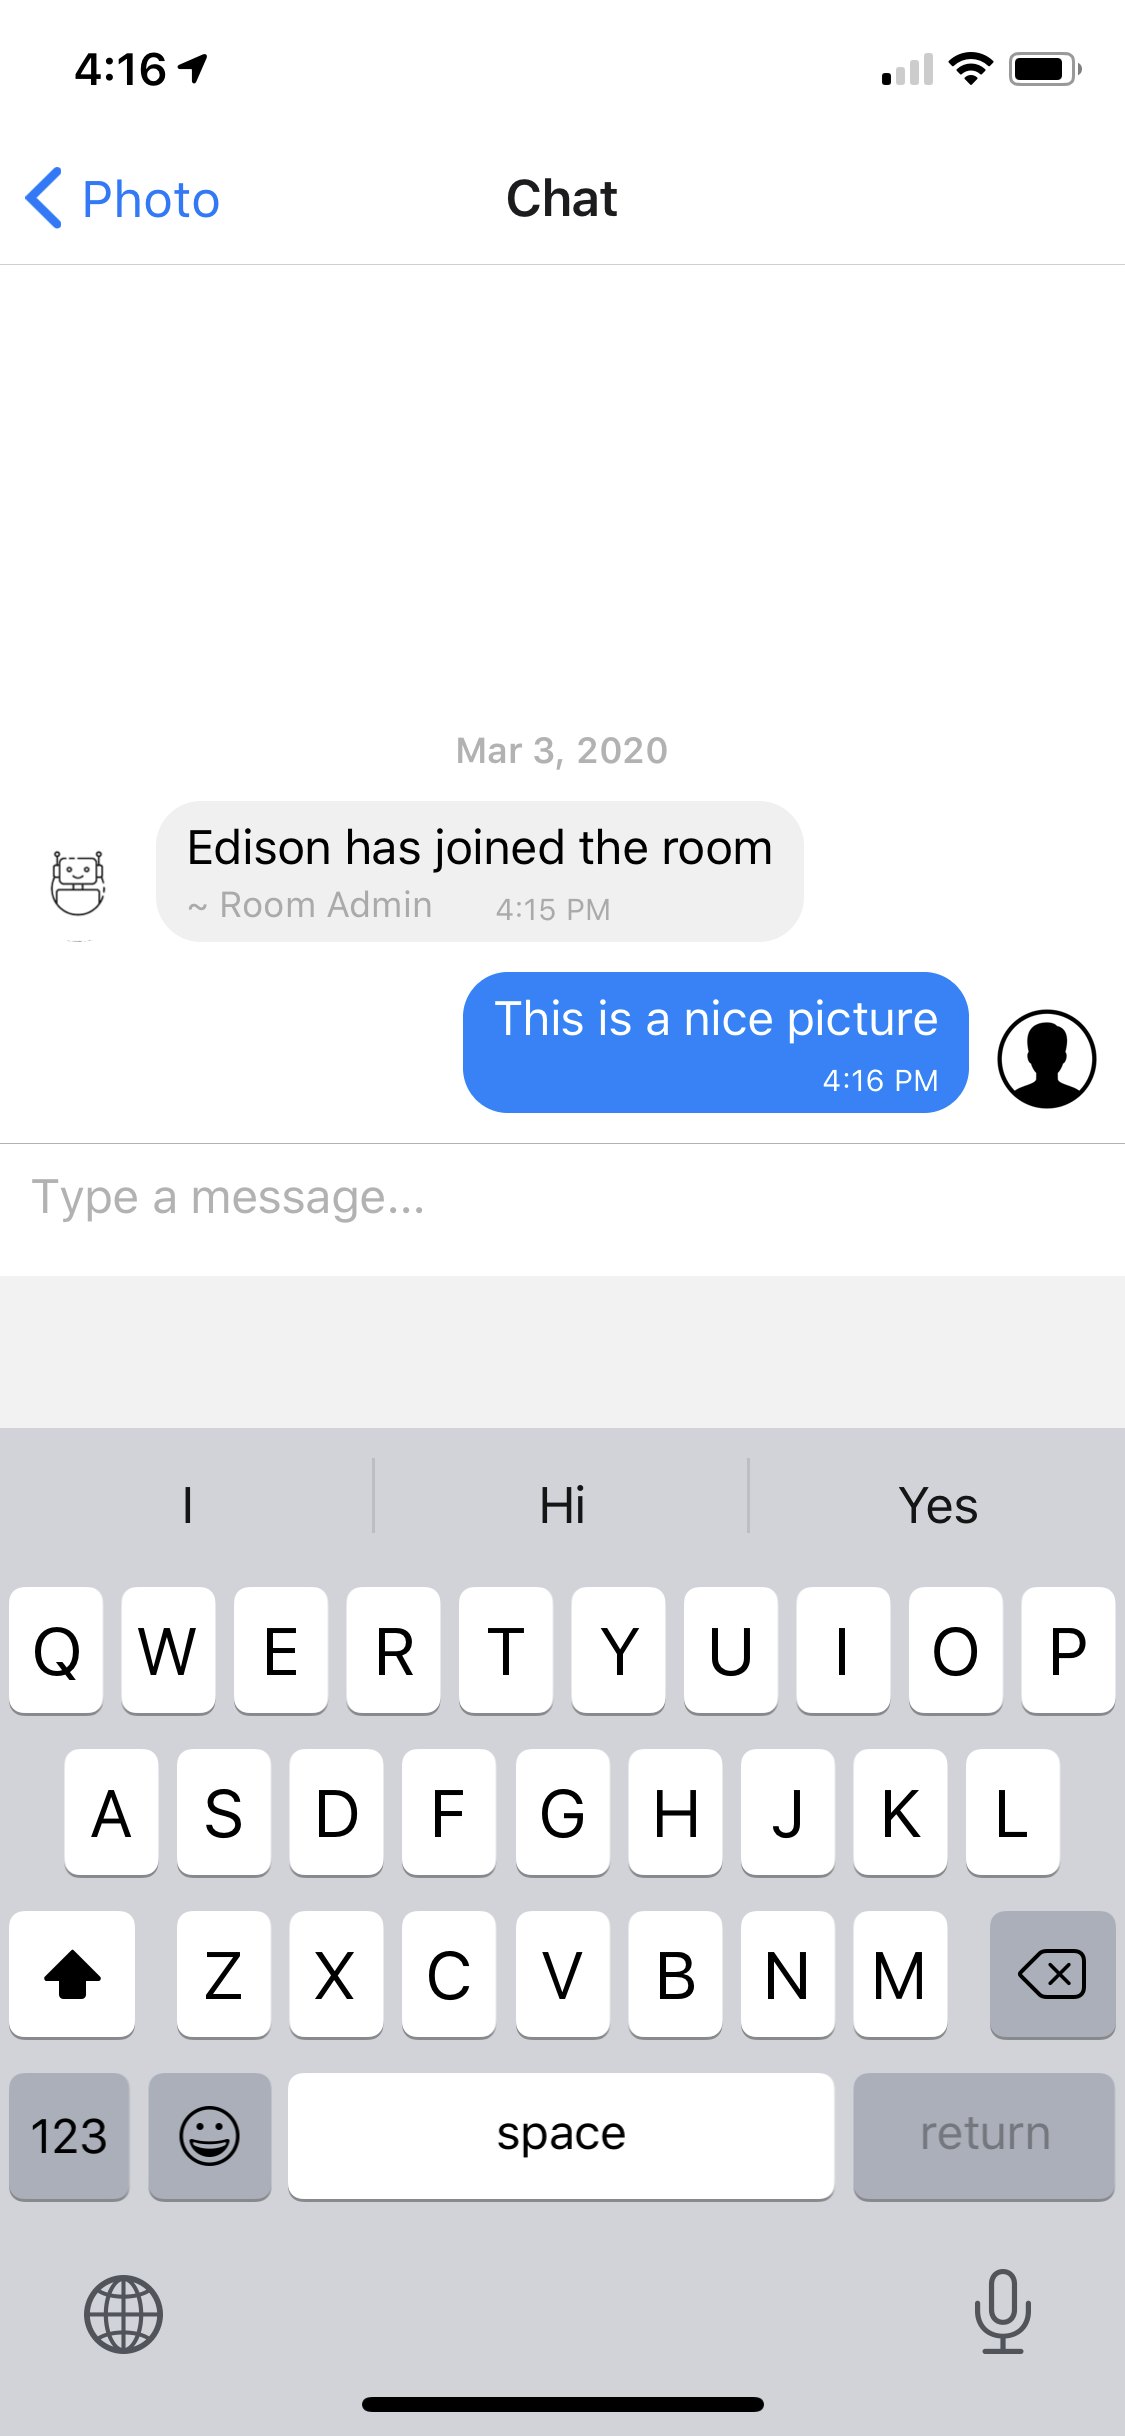 4:16
Photo
Chat
Mar 3, 2020
Edison has joined the room
~ Room Admin 4:15 PM
This is a nice picture
4:16 PM
Type a message...
I Hi Yes
Q W E R T Y U I O P
A S D F G H J K L
Z X C V B N M
123 space return